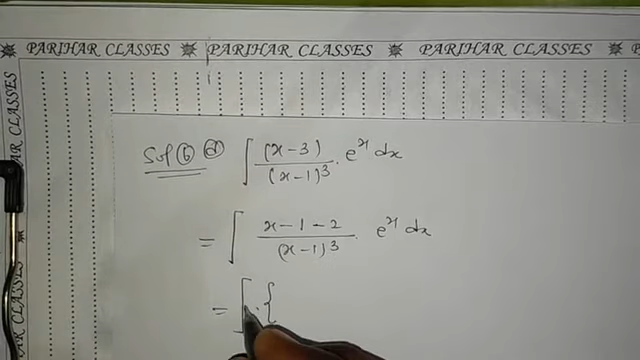 PARIHAR CLASSES ✷ PARIHAR CLASSES ✷ PARIHAR CLASSES ✷ PA
CLASSES
Sol ⑥ ⓓ ∫ (x-3)/(x-1)³ · eˣ dx
= ∫ x-1-2/(x-1)³ · eˣ dx
= ∫ · {